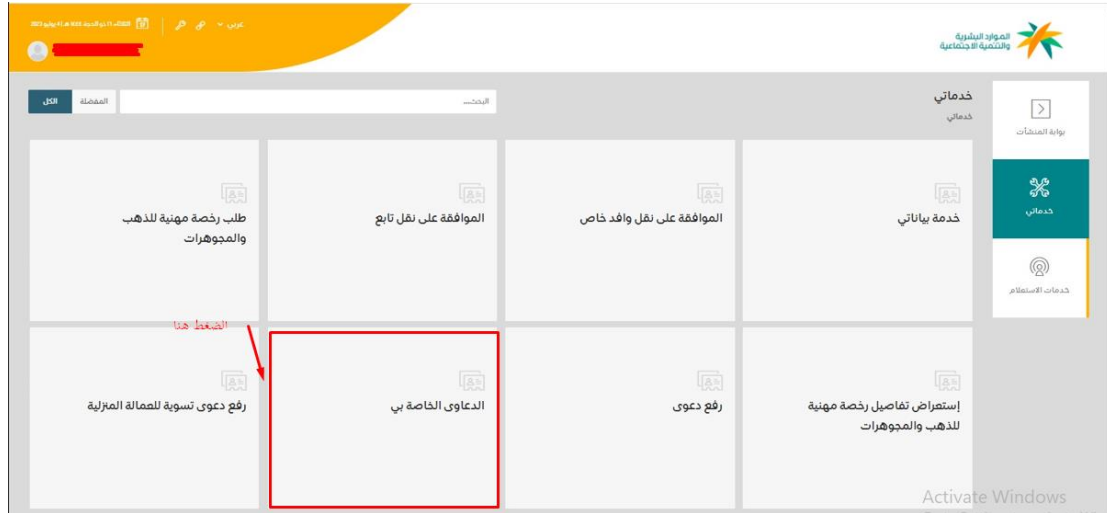 عربي
الموارد البشرية
والتنمية الاجتماعية
خدماتي
خدماتي
البحث...
المفضلة
الكل
بوابة المنشآت
خدماتي
خدمات الاستعلام
خدمة بياناتي
الموافقة على نقل وافد خاص
الموافقة على نقل تابع
طلب رخصة مهنية للذهب
والمجوهرات
الضغط هنا
إستعراض تفاصيل رخصة مهنية
للذهب والمجوهرات
رفع دعوى
الدعاوى الخاصة بي
رفع دعوى تسوية للعمالة المنزلية
Activate Windows